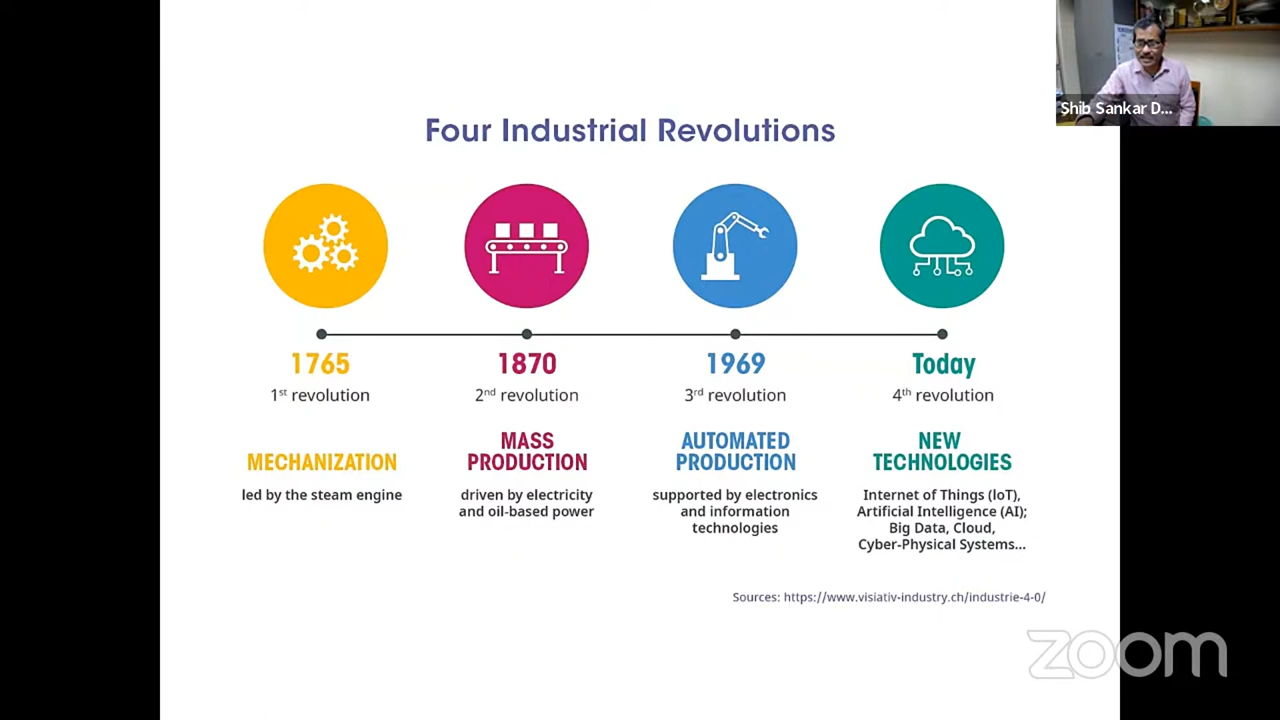 Shib Sankar D...
Four Industrial Revolutions
1765
1st revolution
MECHANIZATION
led by the steam engine
1870
2nd revolution
MASS
PRODUCTION
driven by electricity
and oil-based power
1969
3rd revolution
AUTOMATED
PRODUCTION
supported by electronics
and information
technologies
Today
4th revolution
NEW
TECHNOLOGIES
Internet of Things (IoT),
Artificial Intelligence (AI);
Big Data, Cloud,
Cyber-Physical Systems...
Sources: https://www.visiativ-industry.ch/industrie-4-0/
zoom